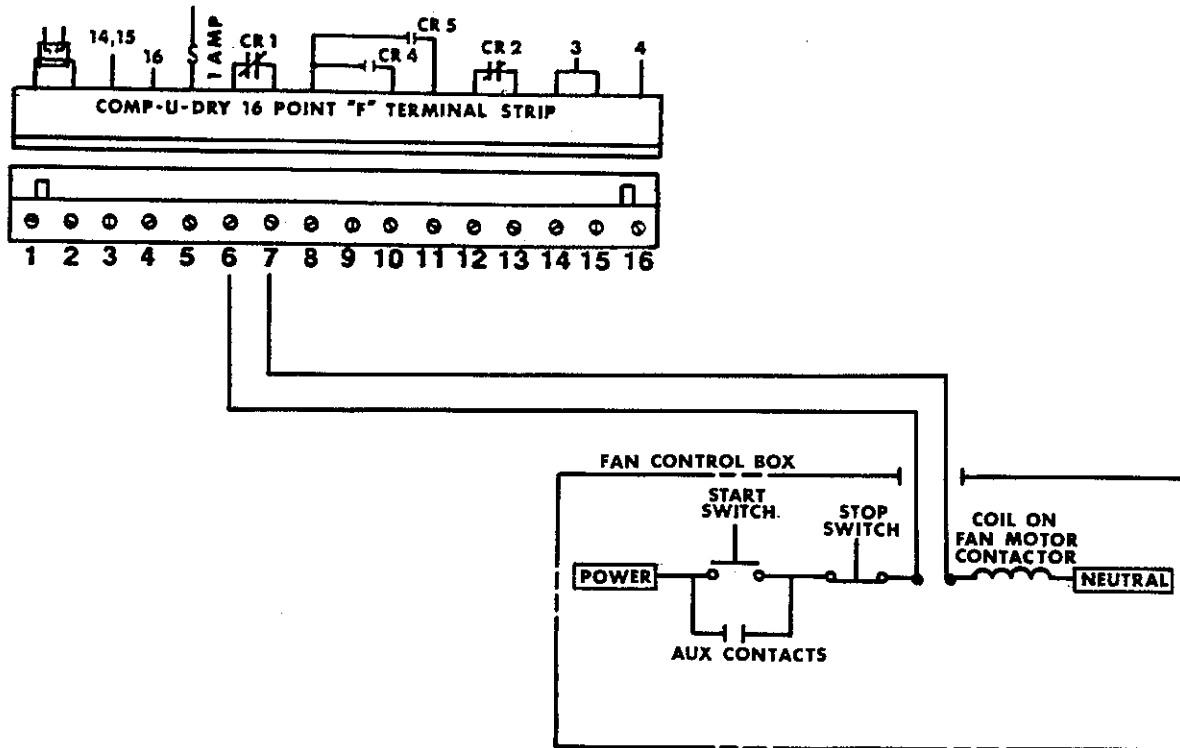 14,15
16
S
1 AMP
CR 1
CR 5
CR 4
CR 2
3
4
COMP-U-DRY 16 POINT "F" TERMINAL STRIP
1 2 3 4 5 6 7 8 9 10 11 12 13 14 15 16
FAN CONTROL BOX
START
SWITCH.
STOP
SWITCH
COIL ON
FAN MOTOR
CONTACTOR
POWER
NEUTRAL
AUX CONTACTS